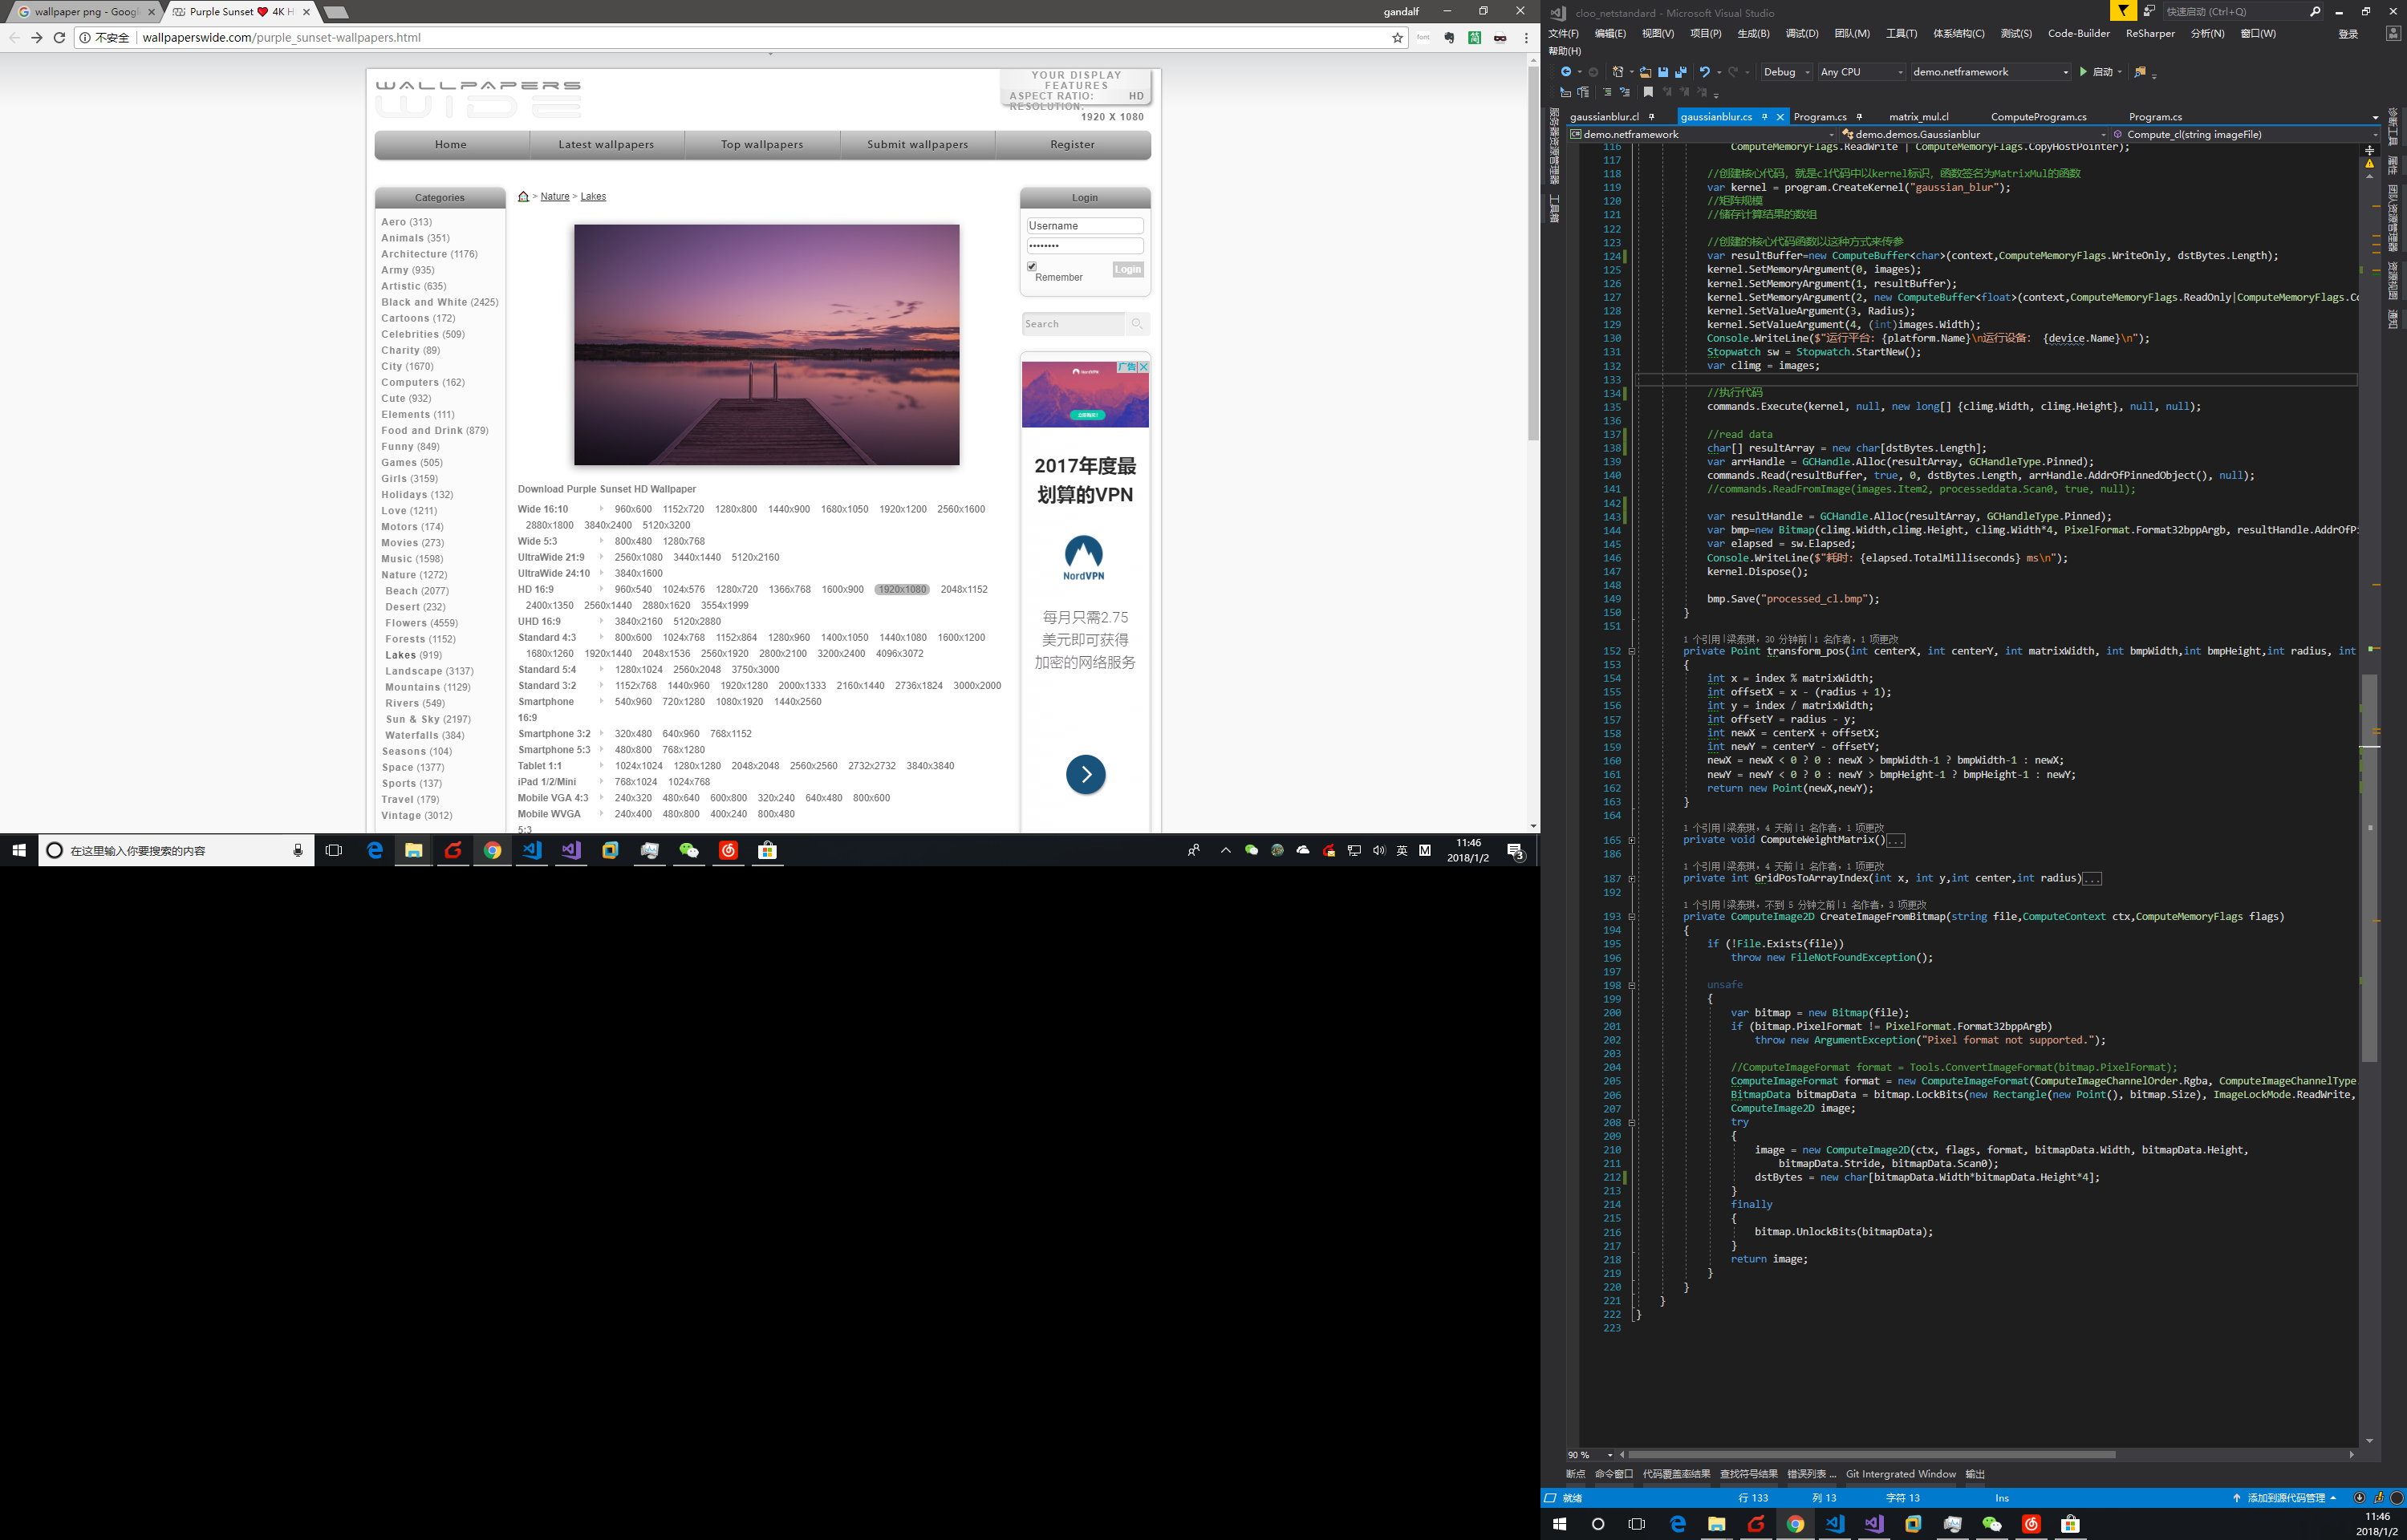 wallpaper png - Googl
Purple Sunset ❤ 4K H
gandalf
不安全
wallpaperswide.com/purple_sunset-wallpapers.html
WALLPAPERS
WIDE
YOUR DISPLAY
FEATURES
ASPECT RATIO: HD
RESOLUTION:
1920 X 1080
Home Latest wallpapers Top wallpapers Submit wallpapers Register
Categories
Aero (313)
Animals (351)
Architecture (1176)
Army (935)
Artistic (635)
Black and White (2425)
Cartoons (172)
Celebrities (509)
Charity (89)
City (1670)
Computers (162)
Cute (932)
Elements (111)
Food and Drink (879)
Funny (849)
Games (505)
Girls (3159)
Holidays (132)
Love (1211)
Motors (174)
Movies (273)
Music (1598)
Nature (1272)
Beach (2077)
Desert (232)
Flowers (4559)
Forests (1152)
Lakes (919)
Landscape (3137)
Mountains (1129)
Rivers (549)
Sun & Sky (2197)
Waterfalls (384)
Seasons (104)
Space (1377)
Sports (137)
Travel (179)
Vintage (3012)
> Nature > Lakes
Download Purple Sunset HD Wallpaper
Wide 16:10 960x600 1152x720 1280x800 1440x900 1680x1050 1920x1200 2560x1600
2880x1800 3840x2400 5120x3200
Wide 5:3 800x480 1280x768
UltraWide 21:9 2560x1080 3440x1440 5120x2160
UltraWide 24:10 3840x1600
HD 16:9 960x540 1024x576 1280x720 1366x768 1600x900 1920x1080 2048x1152
2400x1350 2560x1440 2880x1620 3554x1999
UHD 16:9 3840x2160 5120x2880
Standard 4:3 800x600 1024x768 1152x864 1280x960 1400x1050 1440x1080 1600x1200
1680x1260 1920x1440 2048x1536 2560x1920 2800x2100 3200x2400 4096x3072
Standard 5:4 1280x1024 2560x2048 3750x3000
Standard 3:2 1152x768 1440x960 1920x1280 2000x1333 2160x1440 2736x1824 3000x2000
Smartphone 540x960 720x1280 1080x1920 1440x2560
16:9
Smartphone 3:2 320x480 640x960 768x1152
Smartphone 5:3 480x800 768x1280
Tablet 1:1 1024x1024 1280x1280 2048x2048 2560x2560 2732x2732 3840x3840
iPad 1/2/Mini 768x1024 1024x768
Mobile VGA 4:3 240x320 480x640 600x800 320x240 640x480 800x600
Mobile WVGA 240x400 480x800 400x240 800x480
5:3
Login
Username
Remember
Login
Search
广告
2017年度最
划算的VPN
NordVPN
每月只需2.75
美元即可获得
加密的网络服务
在这里输入你要搜索的内容
英
M
11:46
2018/1/2
3
cloo_netstandard - Microsoft Visual Studio
快速启动 (Ctrl+Q)
文件(F) 编辑(E) 视图(V) 项目(P) 生成(B) 调试(D) 团队(M) 工具(T) 体系结构(C) 测试(S) Code-Builder ReSharper 分析(N) 窗口(W) 登录
帮助(H)
Debug Any CPU demo.netframework 启动
gaussianblur.cl gaussianblur.cs Program.cs matrix_mul.cl ComputeProgram.cs Program.cs
demo.netframework demo.demos.Gaussianblur Compute_cl(string imageFile)
服务器资源管理器
工具箱
诊断工具
属性
团队资源管理器
资源视图
通知
116 ComputeMemoryFlags.ReadWrite | ComputeMemoryFlags.CopyHostPointer);
117
118 //创建核心代码，就是cl代码中以kernel标识，函数签名为MatrixMul的函数
119 var kernel = program.CreateKernel("gaussian_blur");
120 //矩阵规模
121 //储存计算结果的数组
122
123 //创建的核心代码函数以这种方式来传参
124 var resultBuffer=new ComputeBuffer<char>(context,ComputeMemoryFlags.WriteOnly, dstBytes.Length);
125 kernel.SetMemoryArgument(0, images);
126 kernel.SetMemoryArgument(1, resultBuffer);
127 kernel.SetMemoryArgument(2, new ComputeBuffer<float>(context,ComputeMemoryFlags.ReadOnly|ComputeMemoryFlags.Co
128 kernel.SetValueArgument(3, Radius);
129 kernel.SetValueArgument(4, (int)images.Width);
130 Console.WriteLine($"运行平台: {platform.Name}\n运行设备: {device.Name}\n");
131 Stopwatch sw = Stopwatch.StartNew();
132 var climg = images;
133
134 //执行代码
135 commands.Execute(kernel, null, new long[] {climg.Width, climg.Height}, null, null);
136
137 //read data
138 char[] resultArray = new char[dstBytes.Length];
139 var arrHandle = GCHandle.Alloc(resultArray, GCHandleType.Pinned);
140 commands.Read(resultBuffer, true, 0, dstBytes.Length, arrHandle.AddrOfPinnedObject(), null);
141 //commands.ReadFromImage(images.Item2, processeddata.Scan0, true, null);
142
143 var resultHandle = GCHandle.Alloc(resultArray, GCHandleType.Pinned);
144 var bmp=new Bitmap(climg.Width,climg.Height, climg.Width*4, PixelFormat.Format32bppArgb, resultHandle.AddrOfPi
145 var elapsed = sw.Elapsed;
146 Console.WriteLine($"耗时: {elapsed.TotalMilliseconds} ms\n");
147 kernel.Dispose();
148
149 bmp.Save("processed_cl.bmp");
150 }
151
1 个引用|梁泰琪，30 分钟前|1 名作者，1 项更改
152 private Point transform_pos(int centerX, int centerY, int matrixWidth, int bmpWidth,int bmpHeight,int radius, int
153 {
154 int x = index % matrixWidth;
155 int offsetX = x - (radius + 1);
156 int y = index / matrixWidth;
157 int offsetY = radius - y;
158 int newX = centerX + offsetX;
159 int newY = centerY - offsetY;
160 newX = newX < 0 ? 0 : newX > bmpWidth-1 ? bmpWidth-1 : newX;
161 newY = newY < 0 ? 0 : newY > bmpHeight-1 ? bmpHeight-1 : newY;
162 return new Point(newX,newY);
163 }
164
1 个引用|梁泰琪，4 天前|1 名作者，1 项更改
165 private void ComputeWeightMatrix()...
186
1 个引用|梁泰琪，4 天前|1 名作者，1 项更改
187 private int GridPosToArrayIndex(int x, int y,int center,int radius)...
192
1 个引用|梁泰琪，不到 5 分钟之前|1 名作者，3 项更改
193 private ComputeImage2D CreateImageFromBitmap(string file,ComputeContext ctx,ComputeMemoryFlags flags)
194 {
195 if (!File.Exists(file))
196 throw new FileNotFoundException();
197
198 unsafe
199 {
200 var bitmap = new Bitmap(file);
201 if (bitmap.PixelFormat != PixelFormat.Format32bppArgb)
202 throw new ArgumentException("Pixel format not supported.");
203
204 //ComputeImageFormat format = Tools.ConvertImageFormat(bitmap.PixelFormat);
205 ComputeImageFormat format = new ComputeImageFormat(ComputeImageChannelOrder.Rgba, ComputeImageChannelType.
206 BitmapData bitmapData = bitmap.LockBits(new Rectangle(new Point(), bitmap.Size), ImageLockMode.ReadWrite,
207 ComputeImage2D image;
208 try
209 {
210 image = new ComputeImage2D(ctx, flags, format, bitmapData.Width, bitmapData.Height,
211 bitmapData.Stride, bitmapData.Scan0);
212 dstBytes = new char[bitmapData.Width*bitmapData.Height*4];
213 }
214 finally
215 {
216 bitmap.UnlockBits(bitmapData);
217 }
218 return image;
219 }
220 }
221 }
222 }
223
90 %
断点 命令窗口 代码覆盖率结果 查找符号结果 错误列表 ... Git Intergrated Window 输出
就绪 行 133 列 13 字符 13 Ins 添加到源代码管理
11:46
2018/1/2